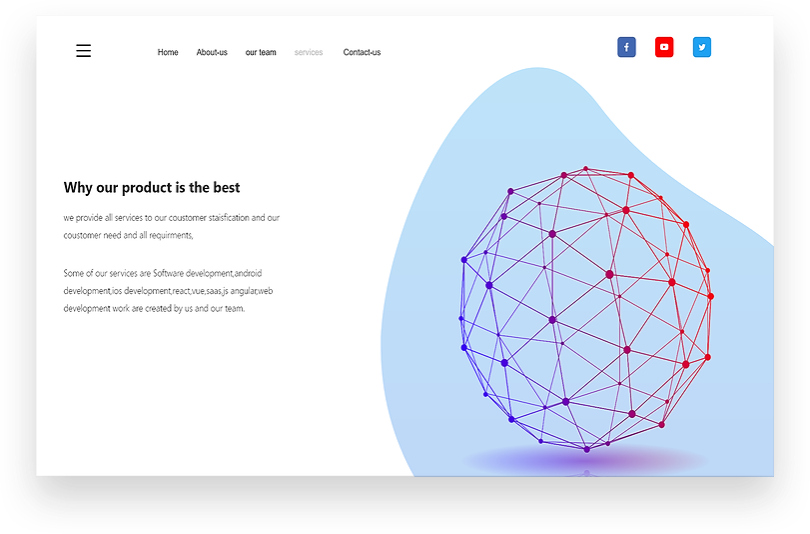 Home About-us our team services Contact-us
Why our product is the best
we provide all services to our coustomer staisfication and our
coustomer need and all requirments,
Some of our services are Software development,android
development,ios development,react,vue,saas,js angular,web
development work are created by us and our team.